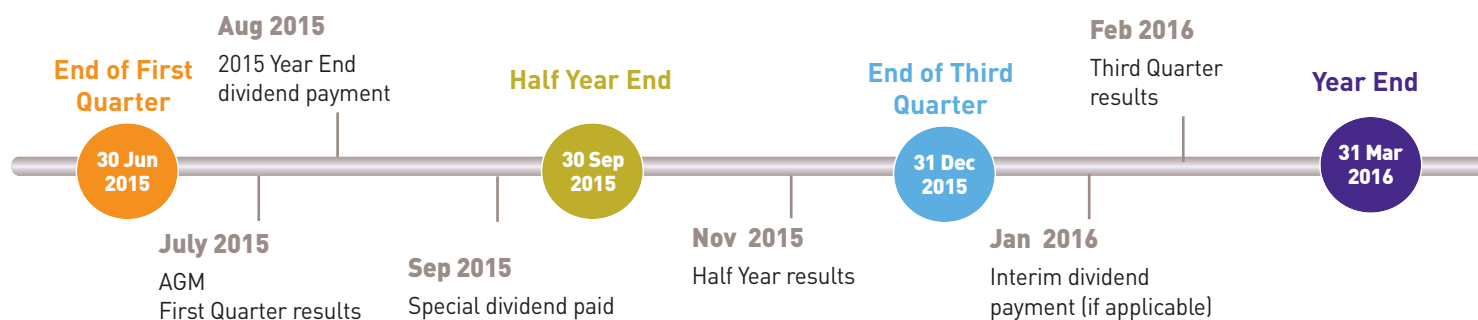 End of First
Quarter
30 Jun
2015
July 2015
AGM
First Quarter results
Aug 2015
2015 Year End
dividend payment
Sep 2015
Special dividend paid
Half Year End
30 Sep
2015
Nov 2015
Half Year results
End of Third
Quarter
31 Dec
2015
Jan 2016
Interim dividend
payment (if applicable)
Feb 2016
Third Quarter
results
Year End
31 Mar
2016